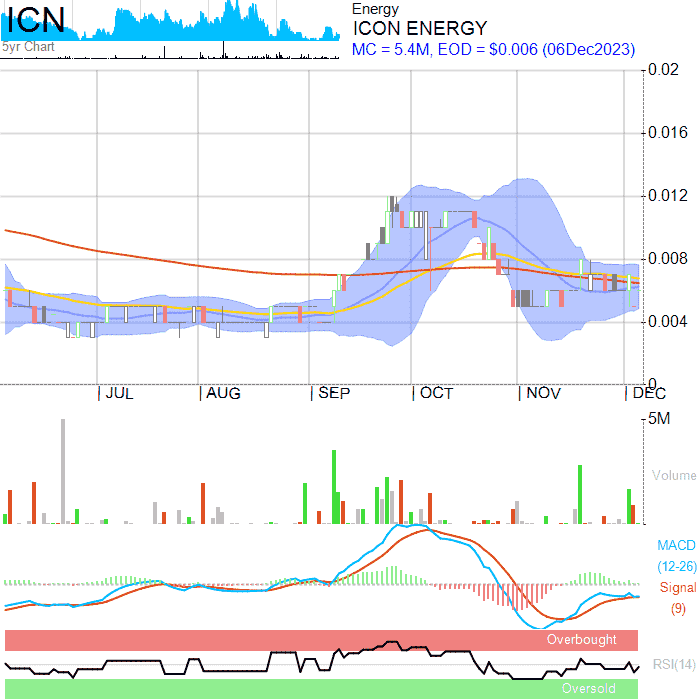 ICN
5yr Chart
Energy
ICON ENERGY
MC = 5.4M, EOD = $0.006 (06Dec2023)
0.02
0.016
0.012
0.008
0.004
0
JUL AUG SEP OCT NOV DEC
5M
Volume
MACD
(12-26)
Signal
(9)
Overbought
RSI(14)
Oversold